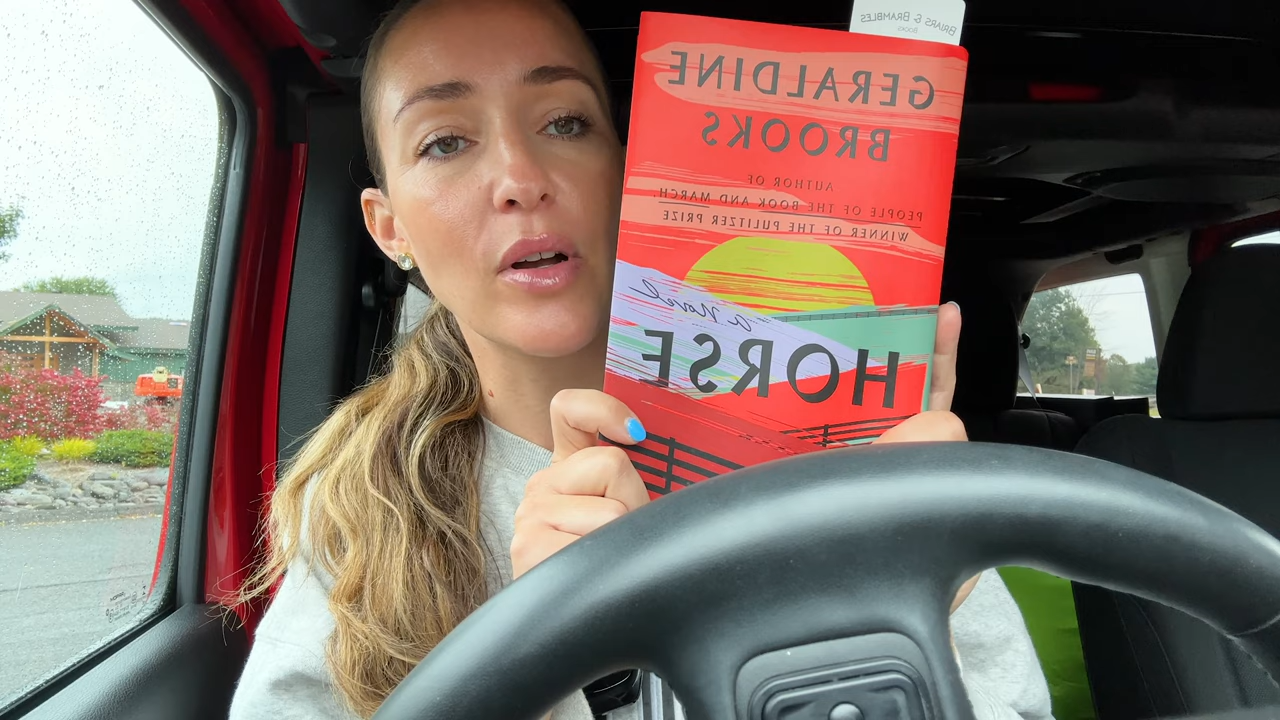 BRIARS & BRAMBLES
BOOKS
GERALDINE
BROOKS
AUTHOR OF
PEOPLE OF THE BOOK AND MARCH,
WINNER OF THE PULITZER PRIZE
a Novel
HORSE